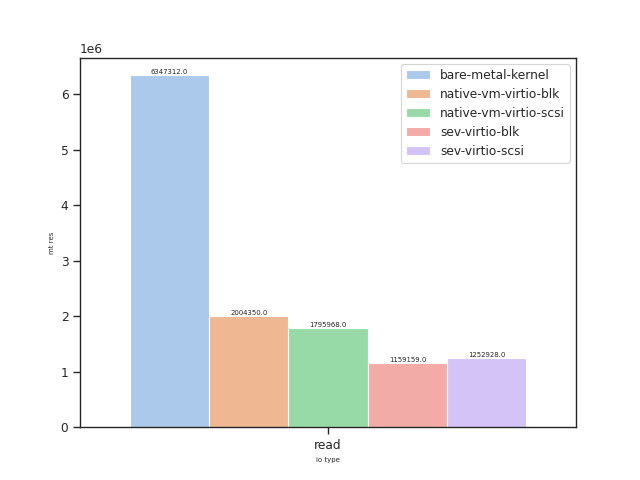 1e6
6347312.0
2004350.0
1795968.0
1159159.0
1252928.0
bare-metal-kernel
native-vm-virtio-blk
native-vm-virtio-scsi
sev-virtio-blk
sev-virtio-scsi
6
5
4
3
2
1
0
mt res
read
io type